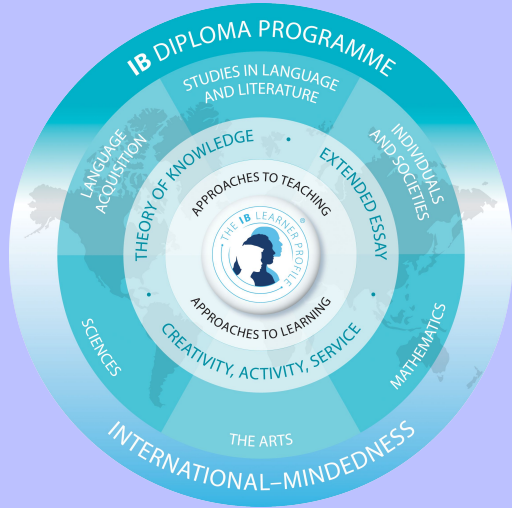 IB DIPLOMA PROGRAMME
STUDIES IN LANGUAGE
AND LITERATURE
LANGUAGE
ACQUISITION
INDIVIDUALS
AND SOCIETIES
THEORY OF KNOWLEDGE
EXTENDED ESSAY
APPROACHES TO TEACHING
THE IB LEARNER PROFILE
®
APPROACHES TO LEARNING
CREATIVITY, ACTIVITY, SERVICE
SCIENCES
MATHEMATICS
THE ARTS
INTERNATIONAL–MINDEDNESS